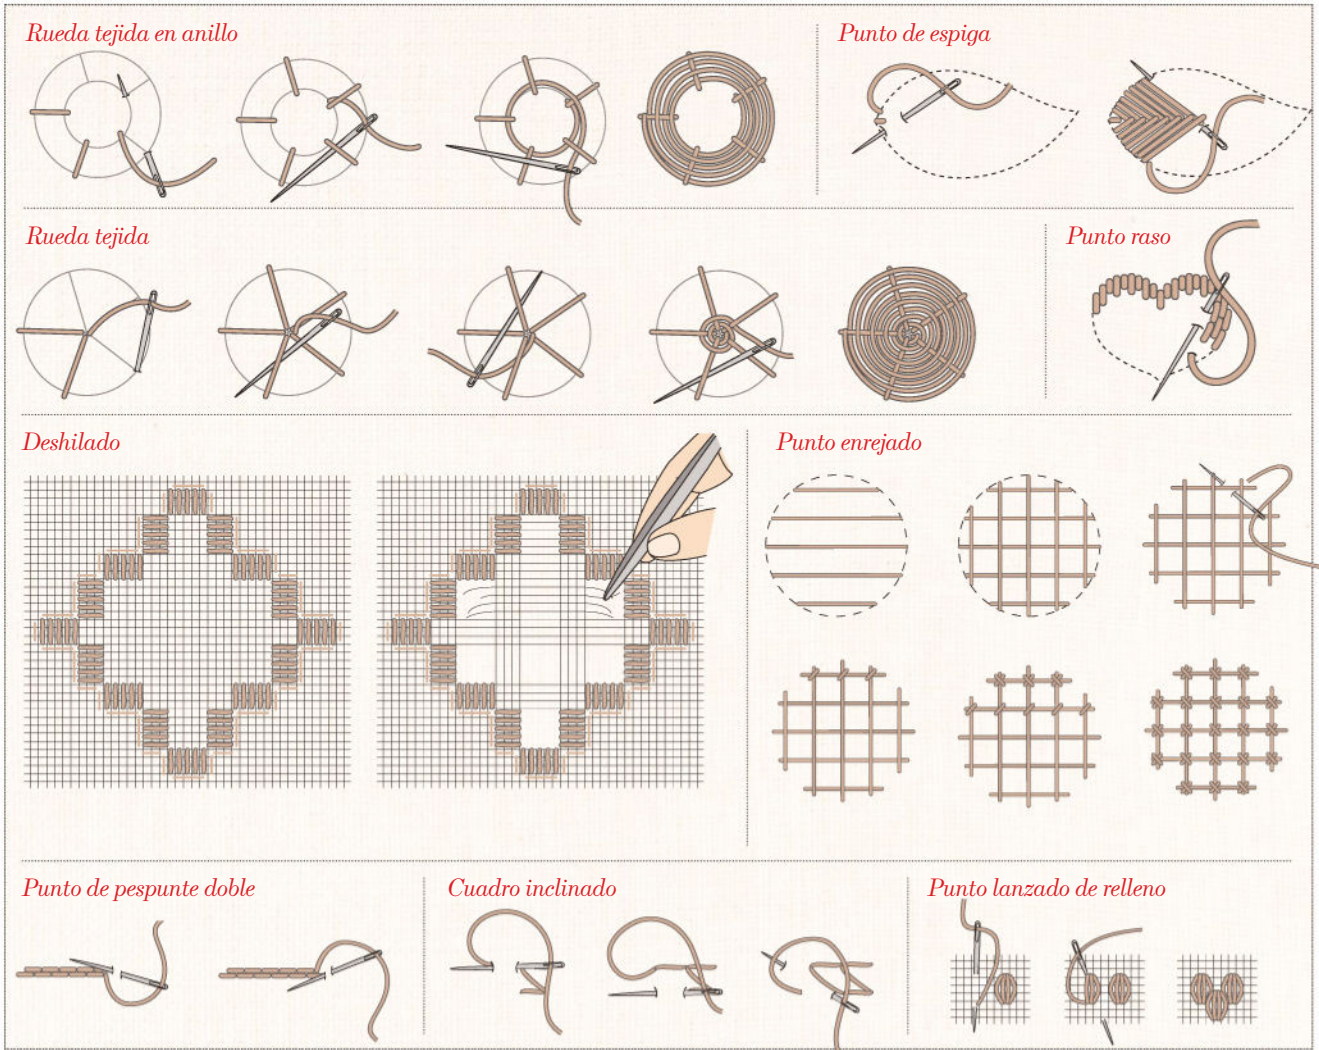 Rueda tejida en anillo
Punto de espiga
Rueda tejida
Punto raso
Deshilado
Punto enrejado
Punto de pespunte doble
Cuadro inclinado
Punto lanzado de relleno